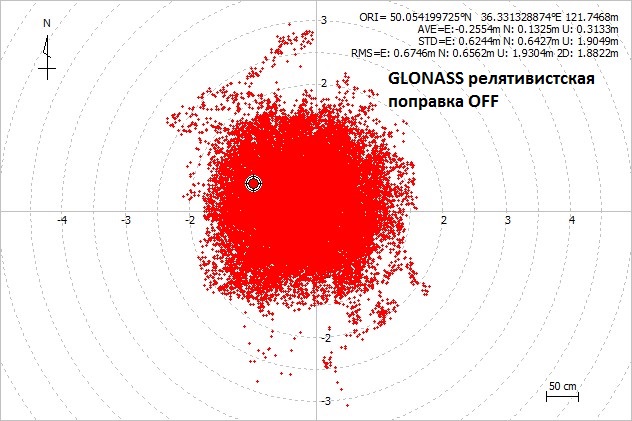 N
3
ORI= 50.054199725°N 36.331328874°E 121.7468m
AVE=E:-0.2554m N: 0.1325m U: 0.3133m
STD=E: 0.6244m N: 0.6427m U: 1.9049m
RMS=E: 0.6746m N: 0.6562m U: 1.9304m 2D: 1.8822m
2
GLONASS релятивистская
поправка OFF
-4 -3 -2 2 3 4
-2
-3
50 cm